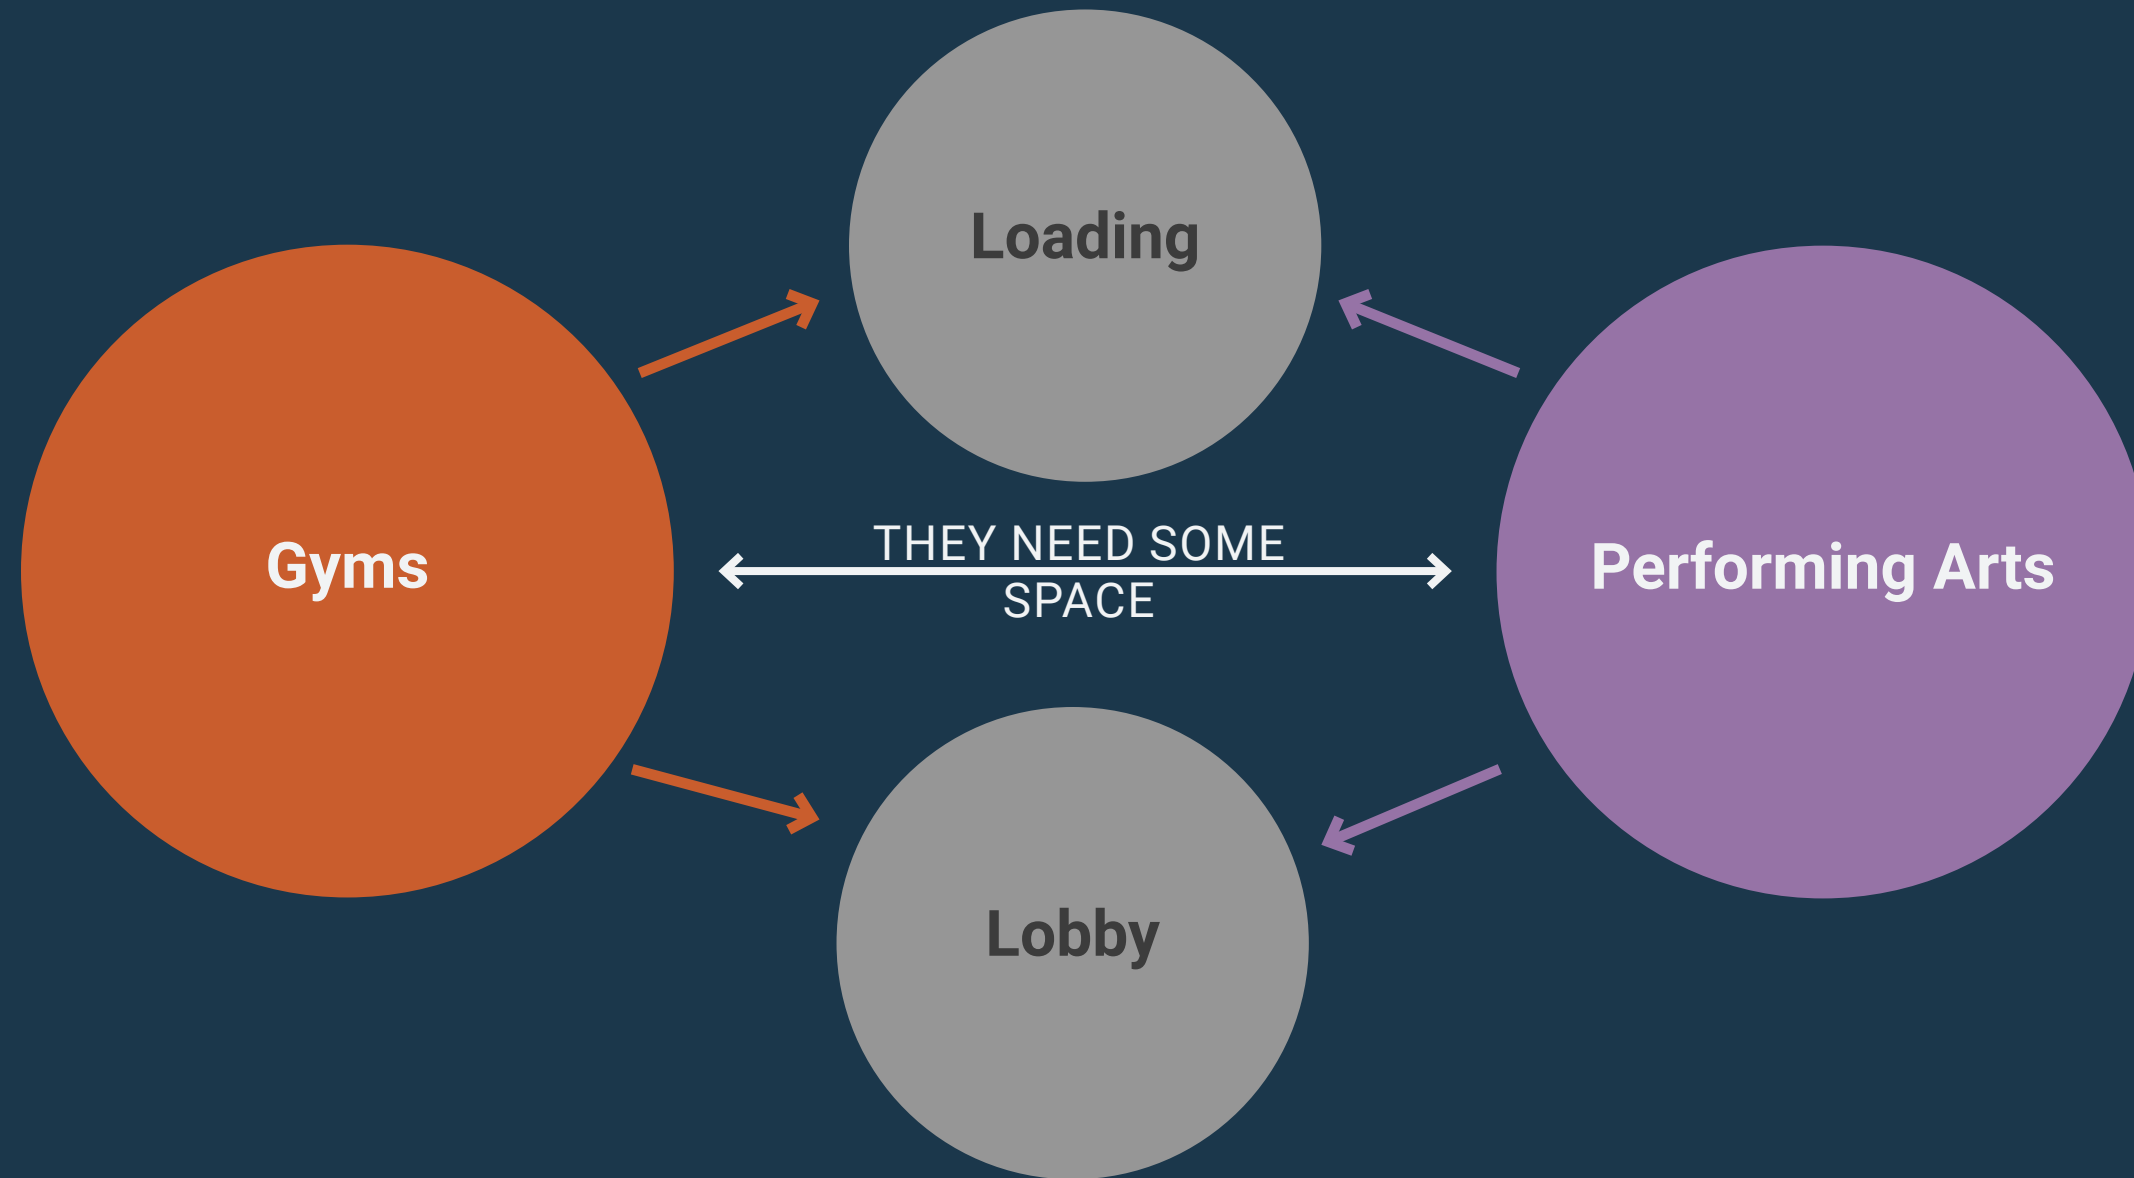 Loading
Gyms
THEY NEED SOME
SPACE
Performing Arts
Lobby